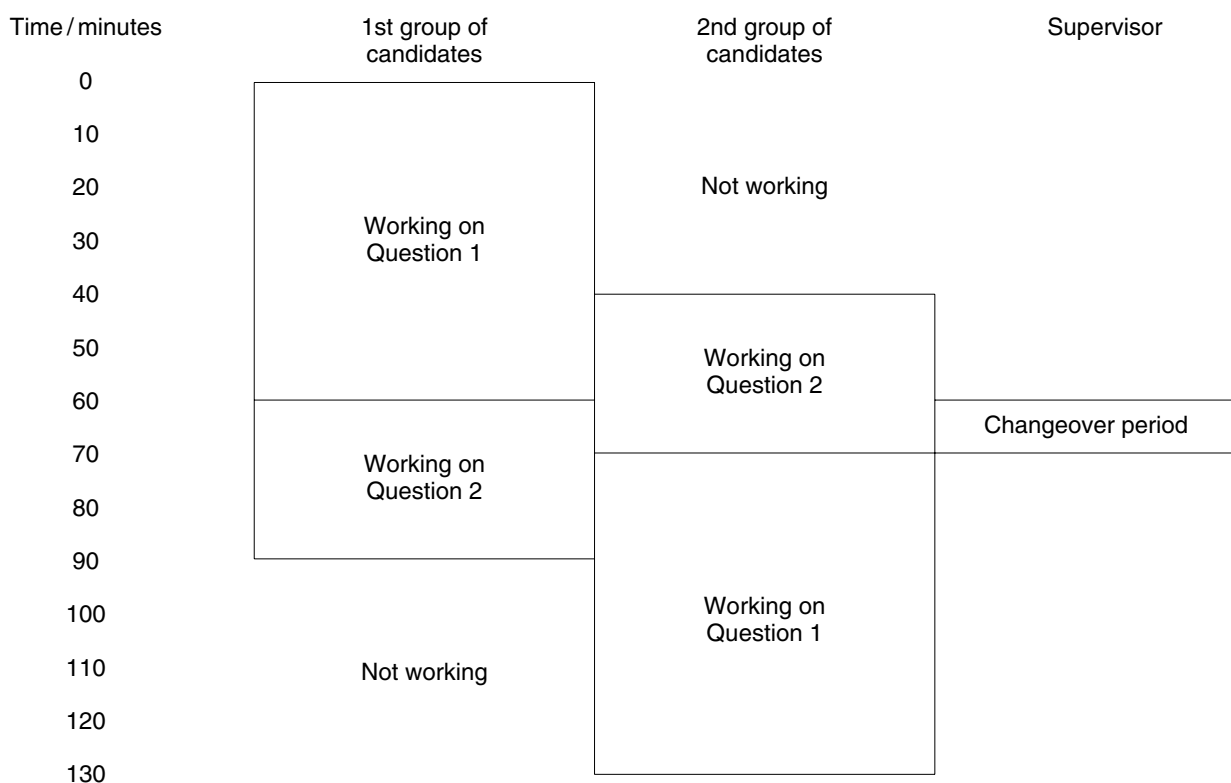 Time / minutes
1st group of
candidates
2nd group of
candidates
Supervisor
0
10
20
30
40
50
60
70
80
90
100
110
120
130
Working on
Question 1
Not working
Working on
Question 2
Changeover period
Working on
Question 2
Working on
Question 1
Not working